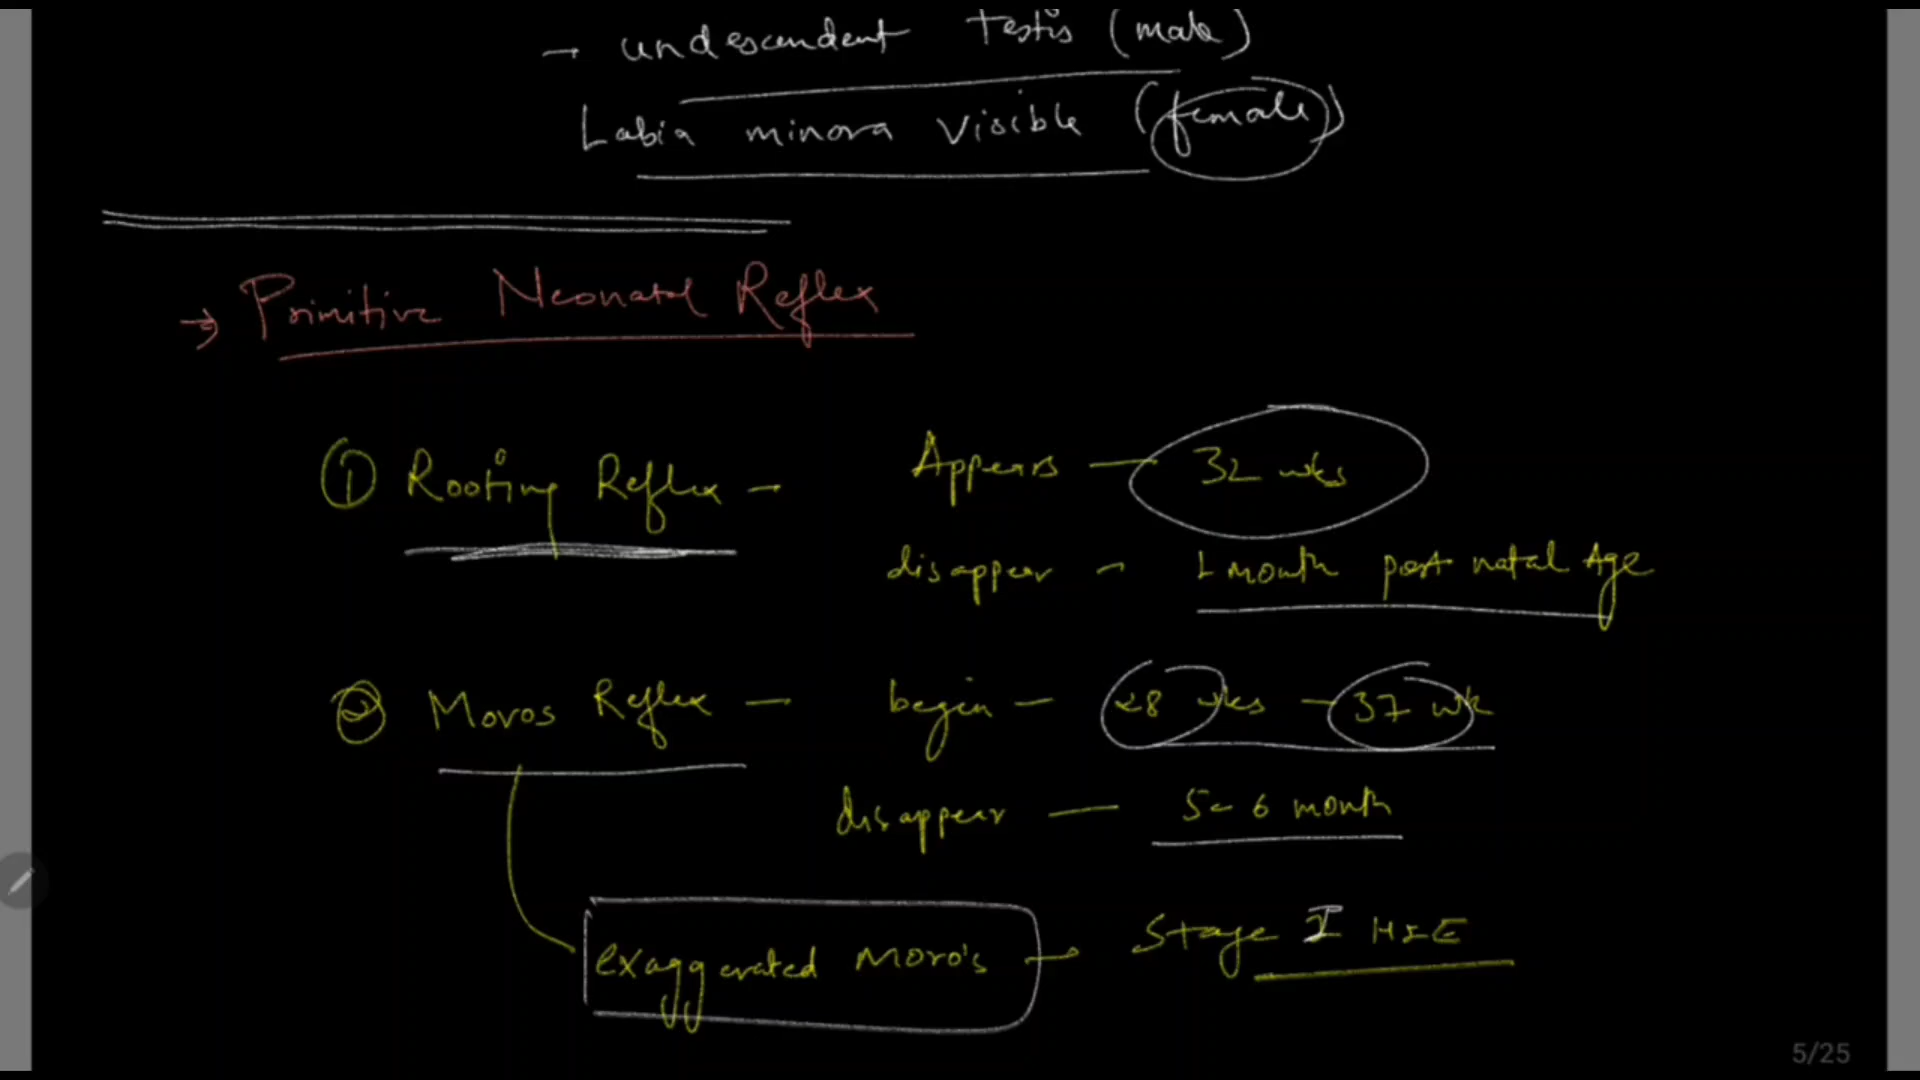 → undescendent Testis (male)
Labia minora visible (female)
→ Primitive Neonatal Reflex
① Rooting Reflex - Appears — 32 wks
disappear - 1 month post natal Age
② Moros Reflex — begin — 28 wks - 37 wk
disappear — 5-6 month
exaggerated Moro's → Stage I HIE
5/25